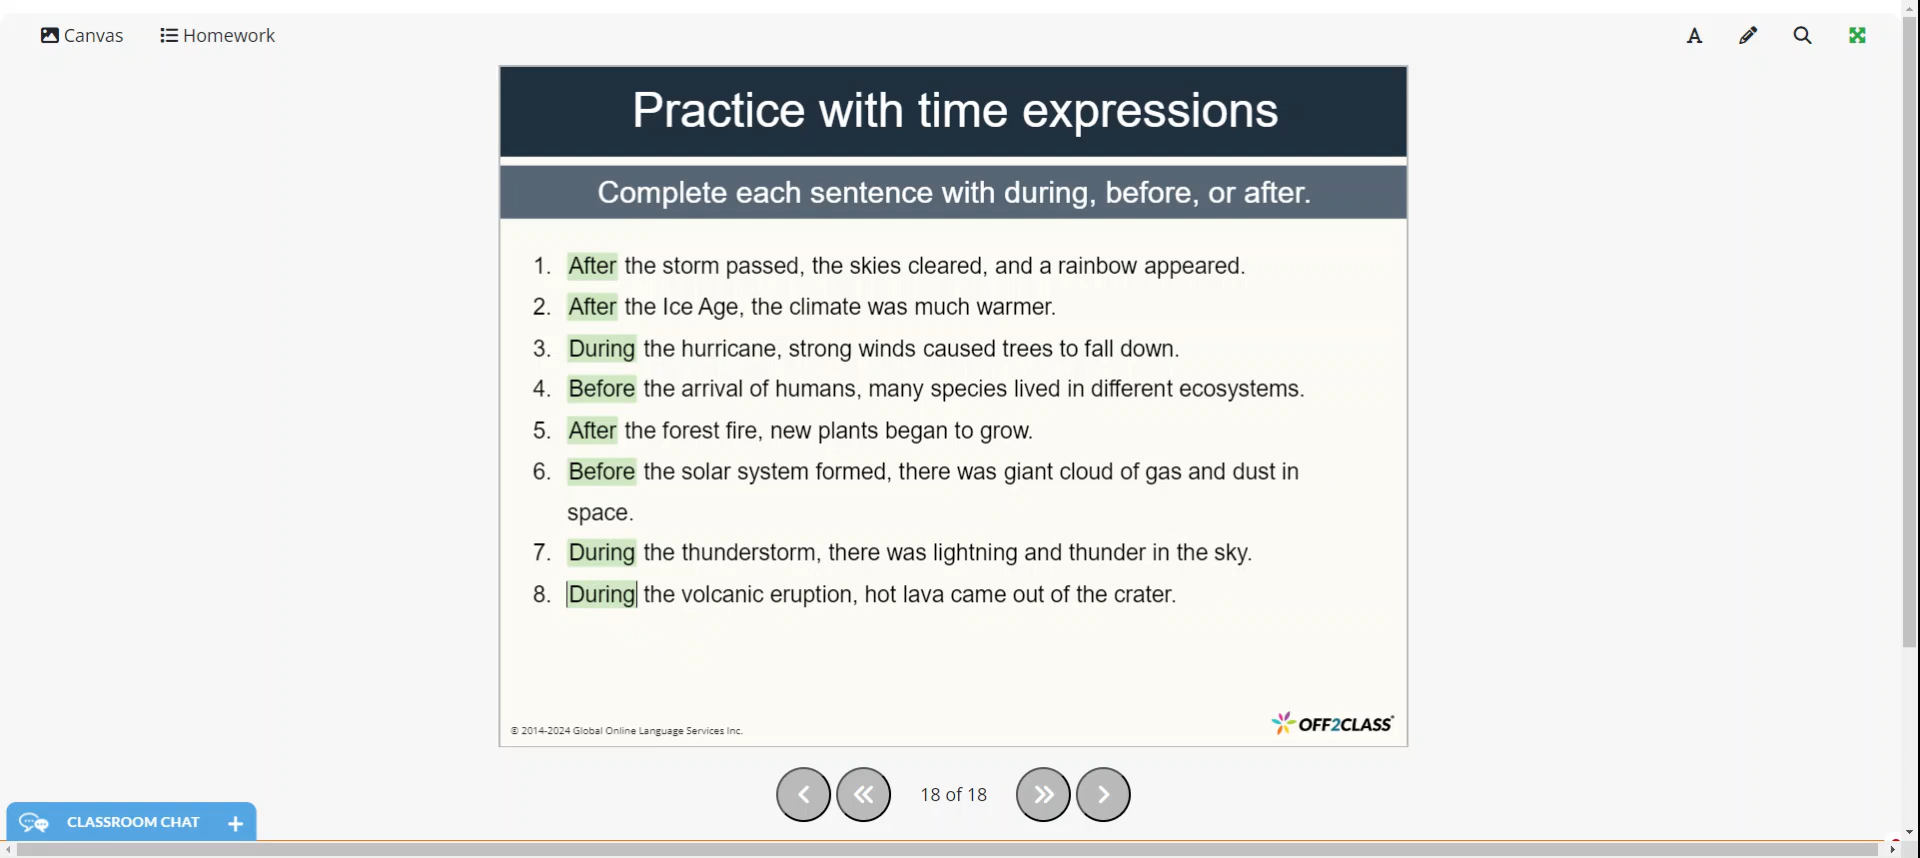 Canvas
Homework
A
Practice with time expressions
Complete each sentence with during, before, or after.
1. After the storm passed, the skies cleared, and a rainbow appeared.
2. After the Ice Age, the climate was much warmer.
3. During the hurricane, strong winds caused trees to fall down.
4. Before the arrival of humans, many species lived in different ecosystems.
5. After the forest fire, new plants began to grow.
6. Before the solar system formed, there was giant cloud of gas and dust in
space.
7. During the thunderstorm, there was lightning and thunder in the sky.
8. During the volcanic eruption, hot lava came out of the crater.
© 2014-2024 Global Online Language Services Inc.
OFF2CLASS
18 of 18
CLASSROOM CHAT +